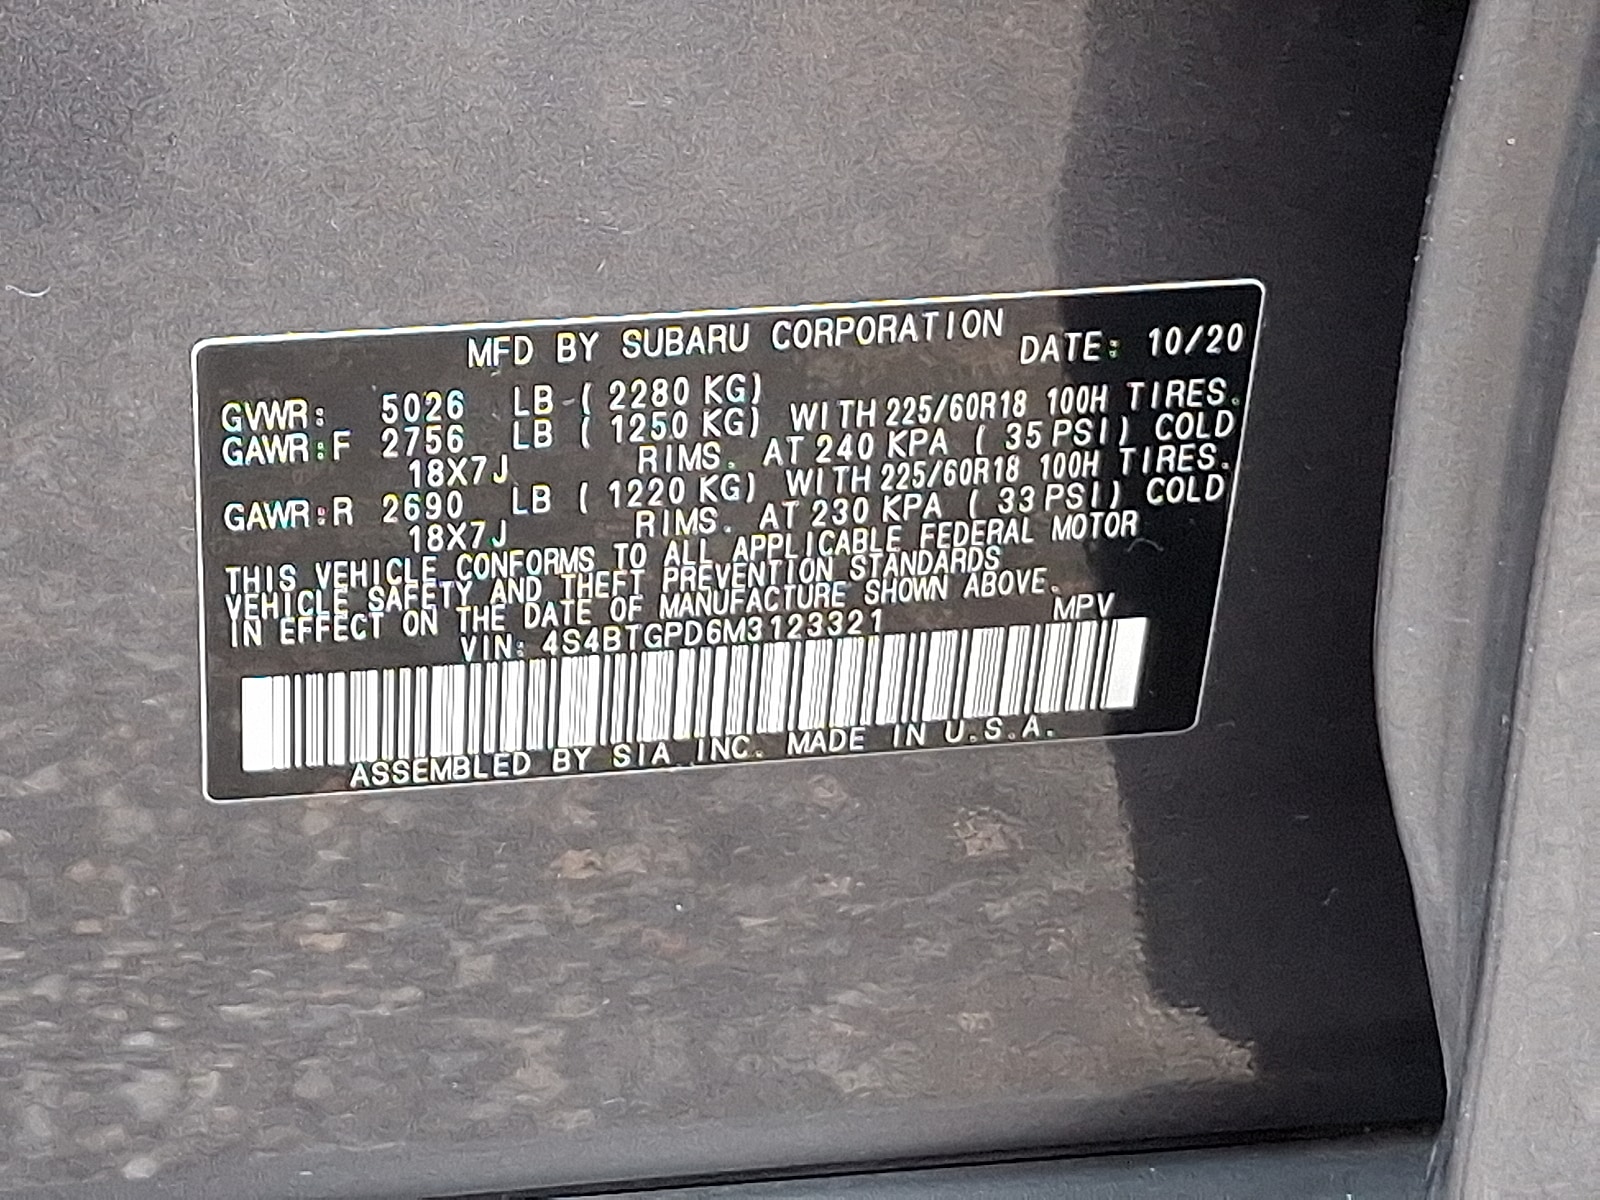 MFD BY SUBARU CORPORATION DATE: 10/20
GVWR: 5026 LB ( 2280 KG)
GAWR:F 2756 LB ( 1250 KG) WITH 225/60R18 100H TIRES.
18X7J RIMS. AT 240 KPA ( 35 PSI) COLD
GAWR:R 2690 LB ( 1220 KG) WITH 225/60R18 100H TIRES.
18X7J RIMS. AT 230 KPA ( 33 PSI) COLD
THIS VEHICLE CONFORMS TO ALL APPLICABLE FEDERAL MOTOR
VEHICLE SAFETY AND THEFT PREVENTION STANDARDS
IN EFFECT ON THE DATE OF MANUFACTURE SHOWN ABOVE.
VIN: 4S4BTGPD6M3123321 MPV
ASSEMBLED BY SIA INC. MADE IN U.S.A.